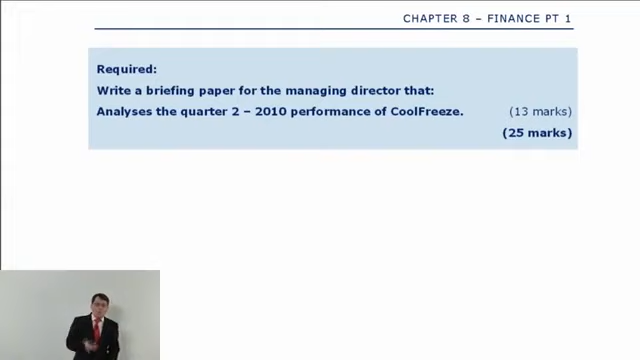 CHAPTER 8 – FINANCE PT 1
Required:
Write a briefing paper for the managing director that:
Analyses the quarter 2 – 2010 performance of CoolFreeze. (13 marks)
(25 marks)